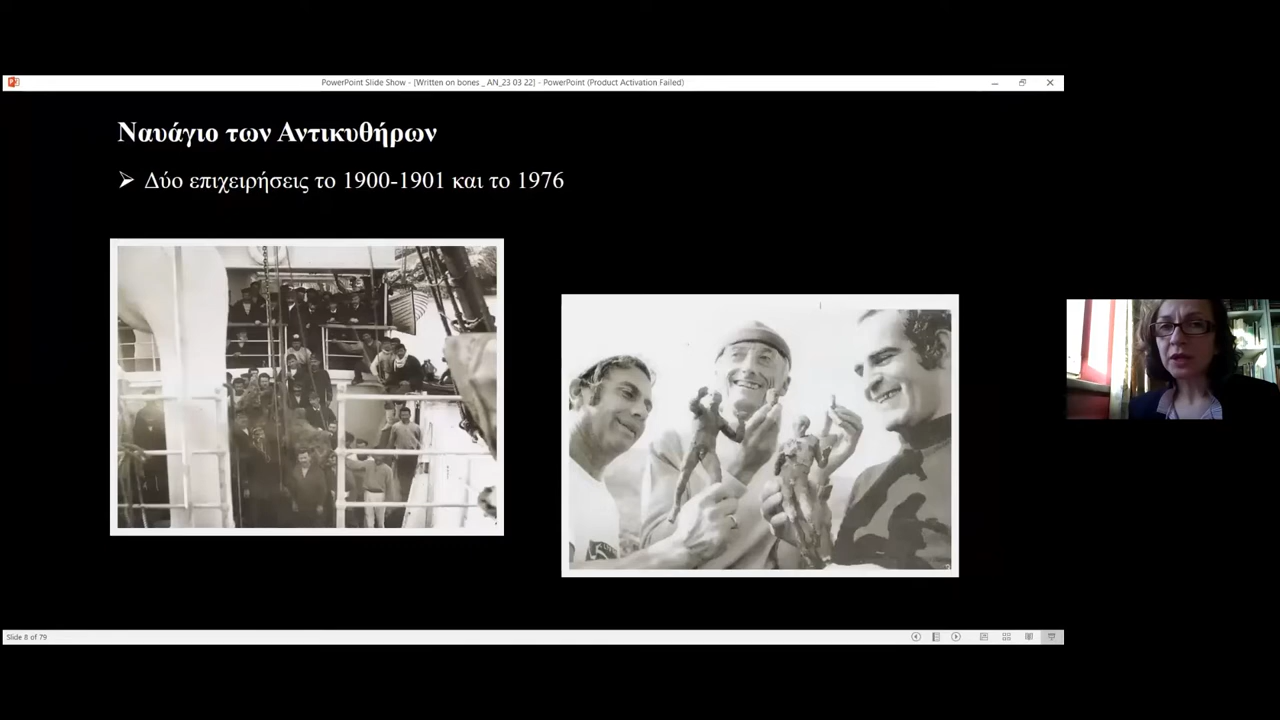 PowerPoint Slide Show - [Written on bones _ AN_23 03 22] - PowerPoint (Product Activation Failed)
Ναυάγιο των Αντικυθήρων
➢ Δύο επιχειρήσεις το 1900-1901 και το 1976
Slide 8 of 79